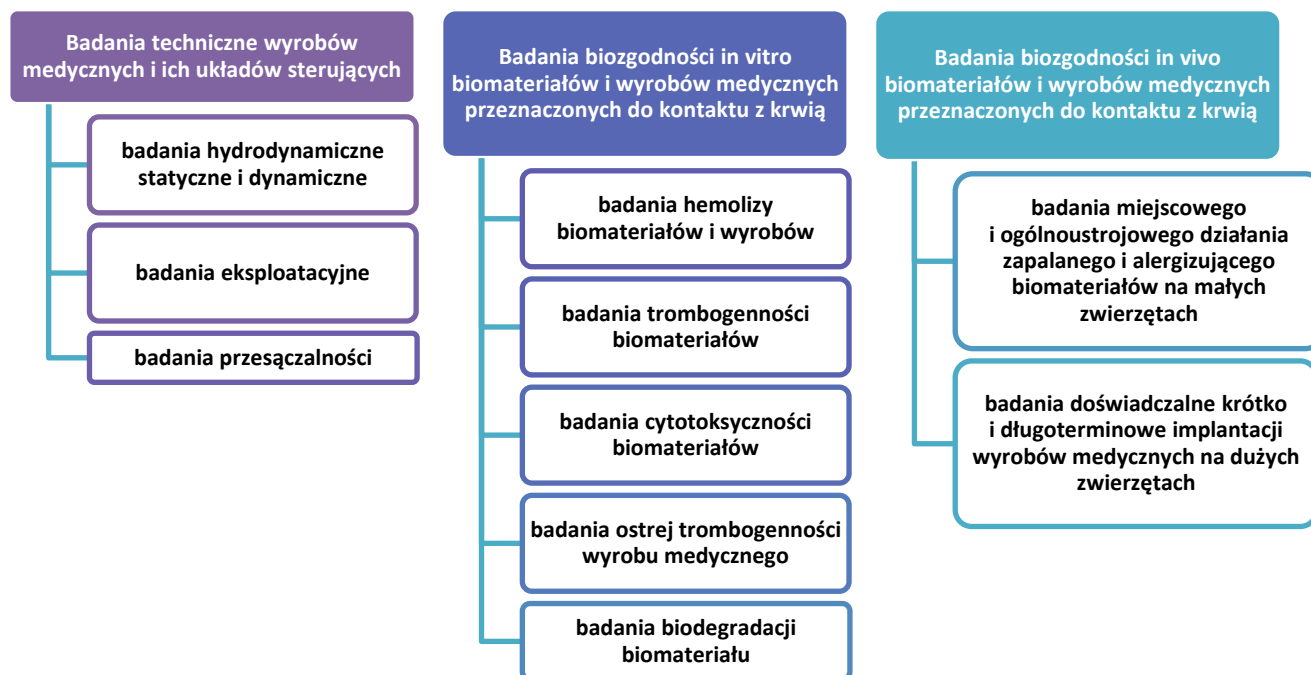 Badania techniczne wyrobów
medycznych i ich układów sterujących
badania hydrodynamiczne
statyczne i dynamiczne
badania eksploatacyjne
badania przesączalności
Badania biozgodności in vitro
biomateriałów i wyrobów medycznych
przeznaczonych do kontaktu z krwią
badania hemolizy
biomateriałów i wyrobów
badania trombogenności
biomateriałów
badania cytotoksyczności
biomateriałów
badania ostrej trombogenności
wyrobu medycznego
badania biodegradacji
biomateriału
Badania biozgodności in vivo
biomateriałów i wyrobów medycznych
przeznaczonych do kontaktu z krwią
badania miejscowego
i ogólnoustrojowego działania
zapalanego i alergizującego
biomateriałów na małych
zwierzętach
badania doświadczalne krótko
i długoterminowe implantacji
wyrobów medycznych na dużych
zwierzętach